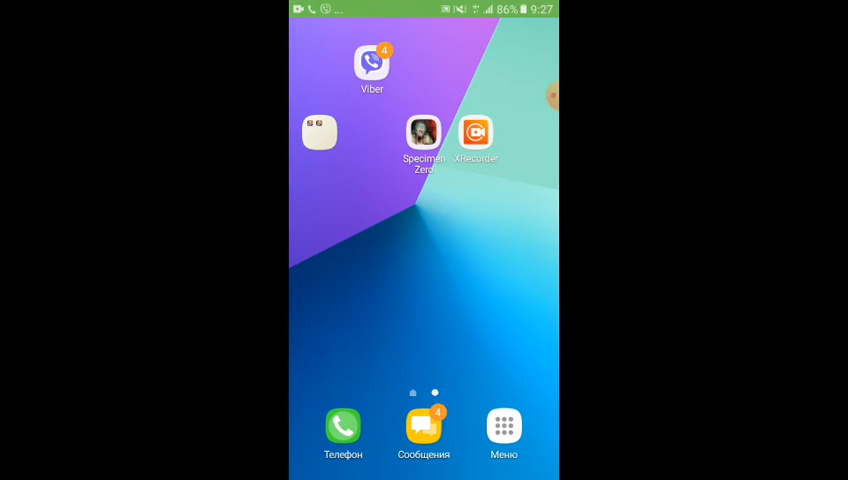 ... 86% 9:27
4
Viber
Specimen
Zero
XRecorder
4
Телефон
Сообщения
Меню